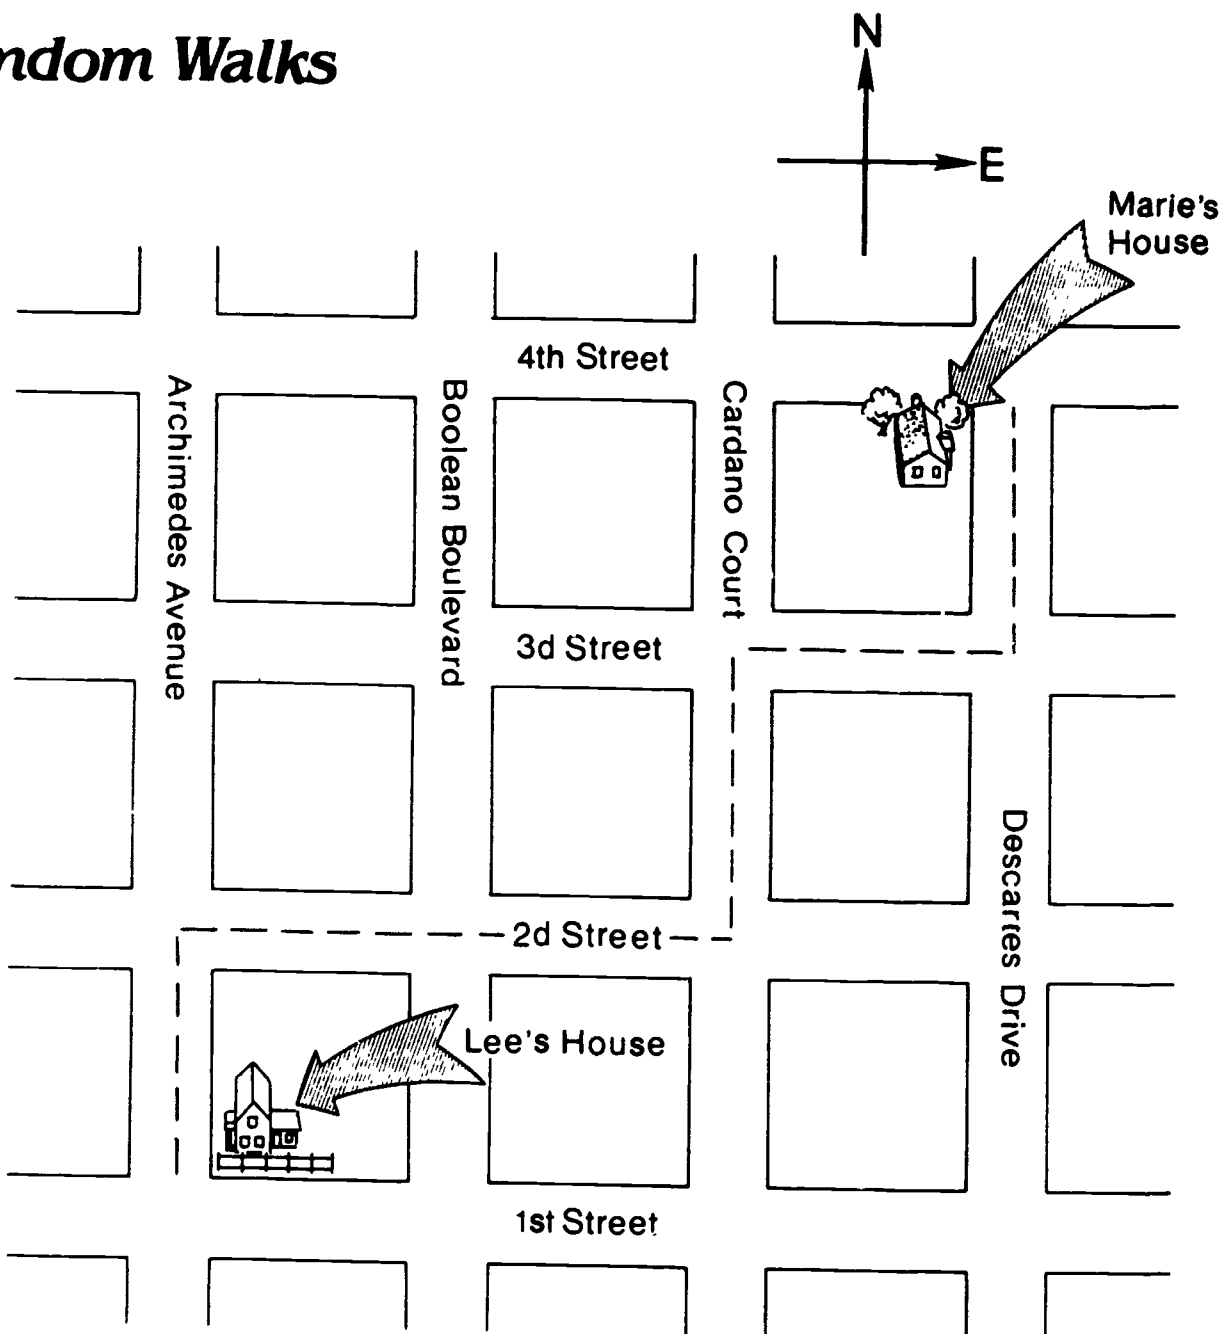 ndom Walks
N
E
Marie's
House
4th Street
Archimedes Avenue
Boolean Boulevard
Cardano Court
3d Street
Descartes Drive
2d Street
Lee's House
1st Street